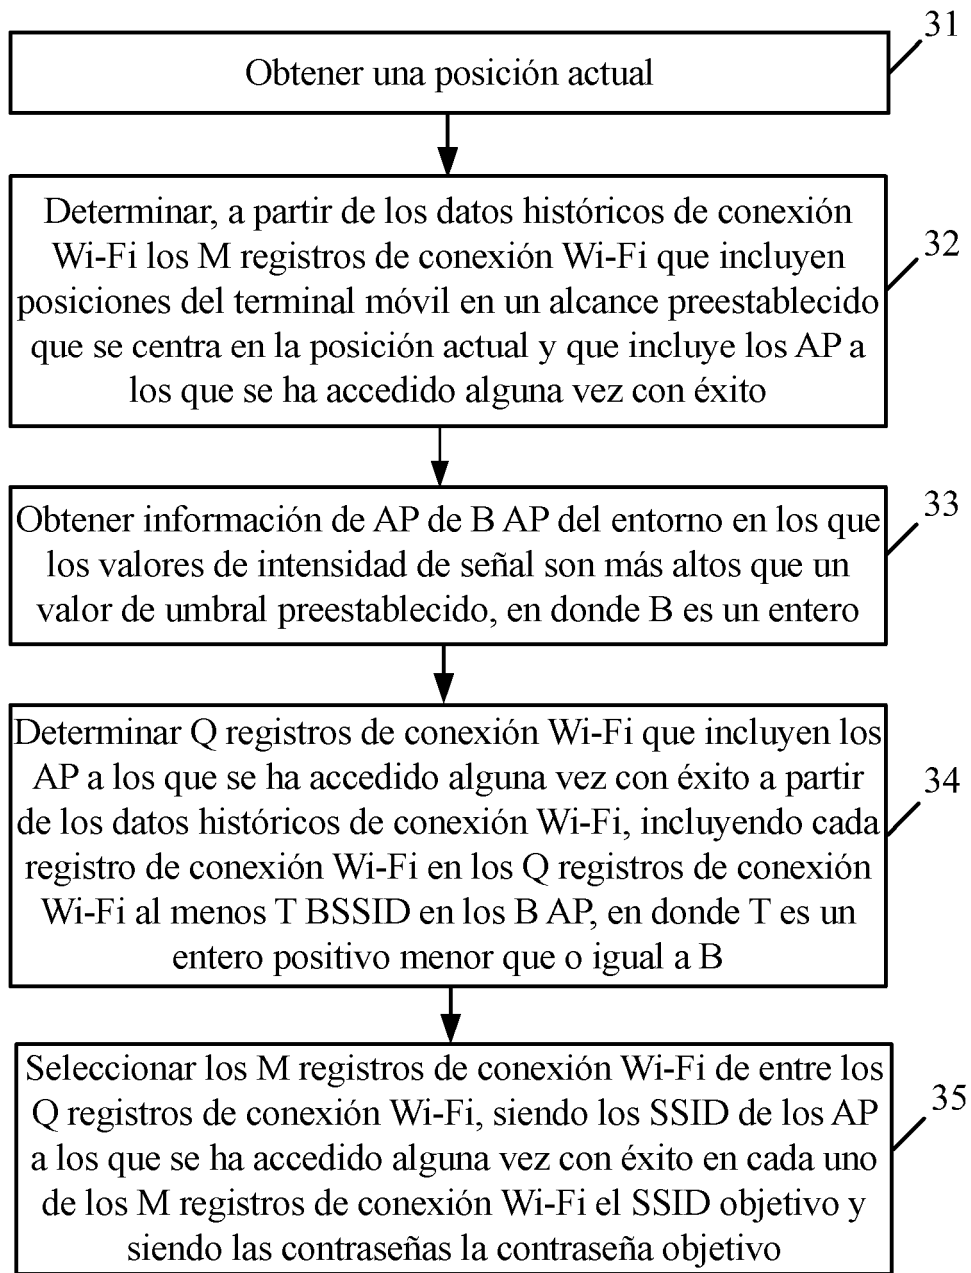 31
Obtener una posición actual
32
Determinar, a partir de los datos históricos de conexión
Wi-Fi los M registros de conexión Wi-Fi que incluyen
posiciones del terminal móvil en un alcance preestablecido
que se centra en la posición actual y que incluye los AP a
los que se ha accedido alguna vez con éxito
33
Obtener información de AP de B AP del entorno en los que
los valores de intensidad de señal son más altos que un
valor de umbral preestablecido, en donde B es un entero
34
Determinar Q registros de conexión Wi-Fi que incluyen los
AP a los que se ha accedido alguna vez con éxito a partir
de los datos históricos de conexión Wi-Fi, incluyendo cada
registro de conexión Wi-Fi en los Q registros de conexión
Wi-Fi al menos T BSSID en los B AP, en donde T es un
entero positivo menor que o igual a B
35
Seleccionar los M registros de conexión Wi-Fi de entre los
Q registros de conexión Wi-Fi, siendo los SSID de los AP
a los que se ha accedido alguna vez con éxito en cada uno
de los M registros de conexión Wi-Fi el SSID objetivo y
siendo las contraseñas la contraseña objetivo